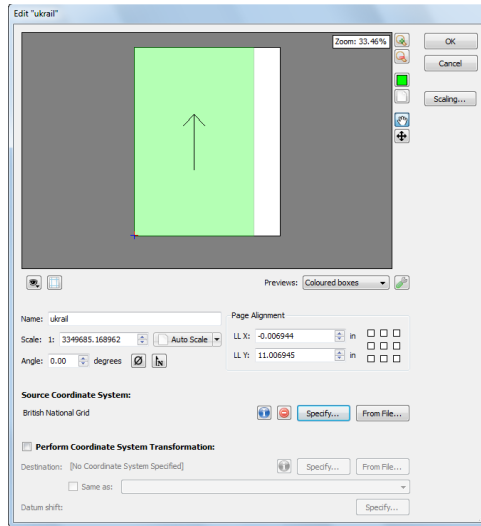 Edit "ukrail"
Zoom: 33.46%
OK
Cancel
Scaling...
Previews: Coloured boxes
Name: ukrail
Page Alignment
Scale: 1: 3349685.168962 Auto Scale
LL X: -0.006944 in
Angle: 0.00 degrees
LL Y: 11.006945 in
Source Coordinate System:
British National Grid
Specify... From File...
Perform Coordinate System Transformation:
Destination: [No Coordinate System Specified] Specify... From File...
Same as:
Datum shift: Specify...